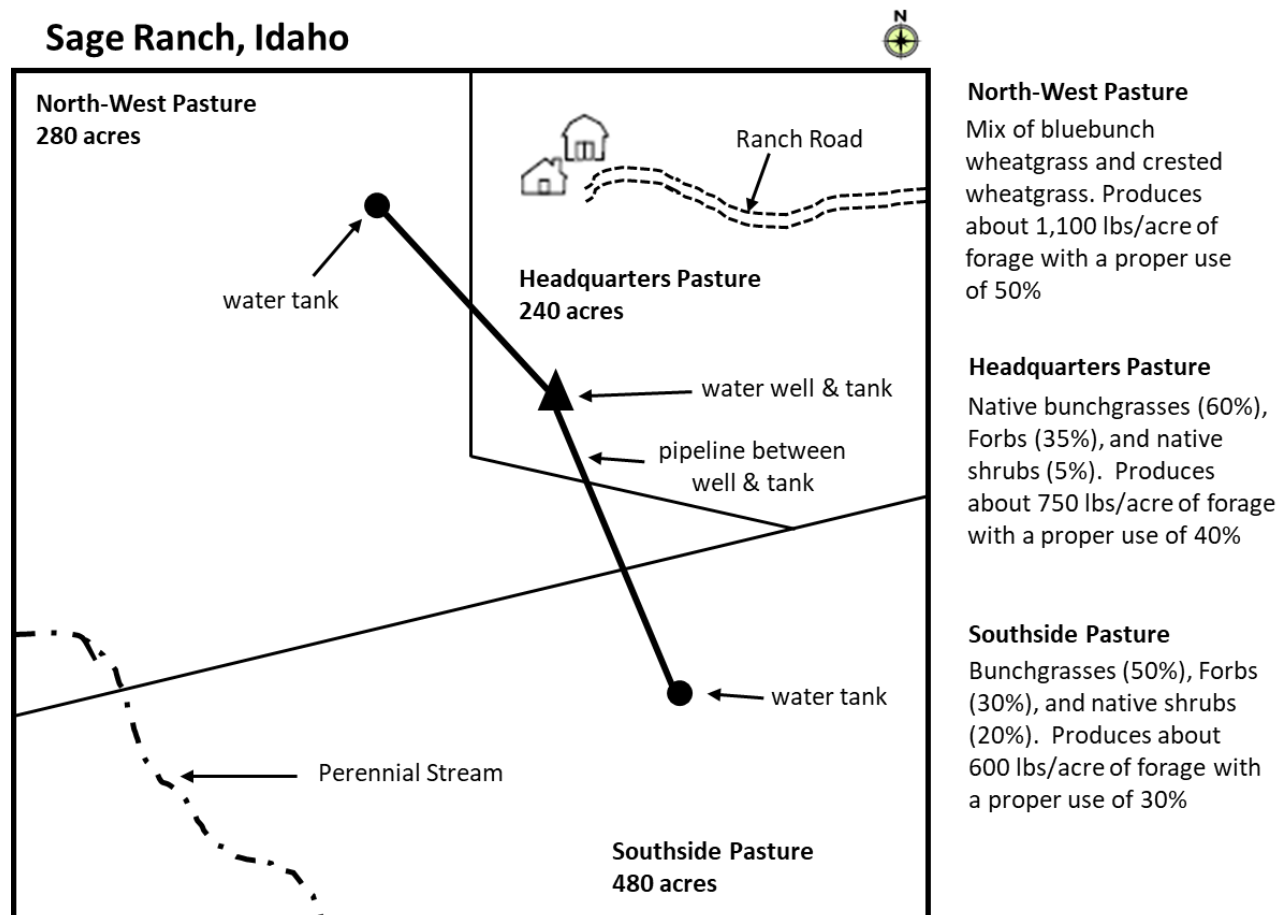 Sage Ranch, Idaho
N
North-West Pasture
280 acres
Ranch Road
water tank
Headquarters Pasture
240 acres
water well & tank
pipeline between
well & tank
water tank
Perennial Stream
Southside Pasture
480 acres
North-West Pasture
Mix of bluebunch
wheatgrass and crested
wheatgrass. Produces
about 1,100 lbs/acre of
forage with a proper use
of 50%
Headquarters Pasture
Native bunchgrasses (60%),
Forbs (35%), and native
shrubs (5%).  Produces
about 750 lbs/acre of forage
with a proper use of 40%
Southside Pasture
Bunchgrasses (50%), Forbs
(30%), and native shrubs
(20%).  Produces about
600 lbs/acre of forage with
a proper use of 30%